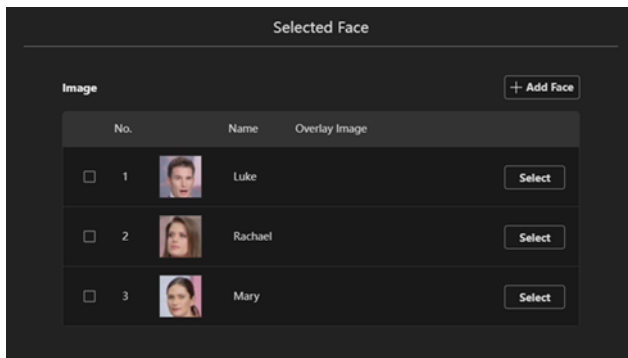 Selected Face
Image
+ Add Face
No. Name Overlay Image
1 Luke Select
2 Rachael Select
3 Mary Select